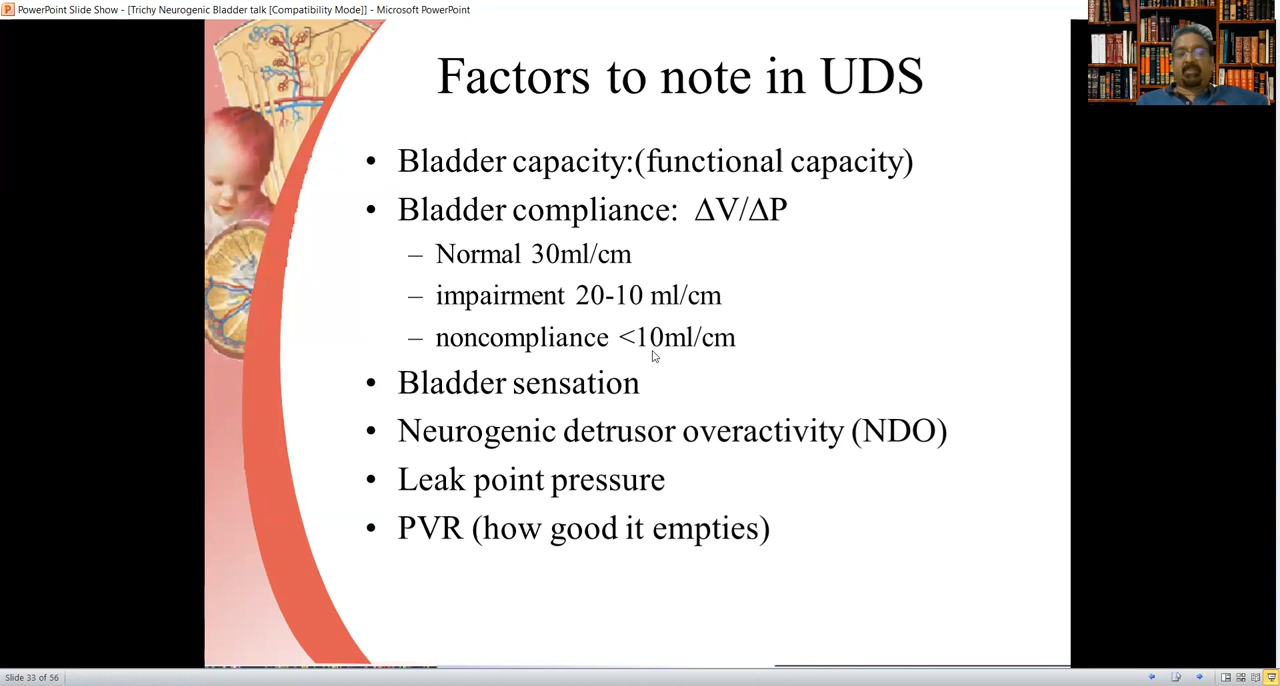 PowerPoint Slide Show - [Trichy Neurogenic Bladder talk [Compatibility Mode]] - Microsoft PowerPoint
Factors to note in UDS
• Bladder capacity:(functional capacity)
• Bladder compliance: ΔV/ΔP
– Normal 30ml/cm
– impairment 20-10 ml/cm
– noncompliance <10ml/cm
• Bladder sensation
• Neurogenic detrusor overactivity (NDO)
• Leak point pressure
• PVR (how good it empties)
Slide 33 of 56